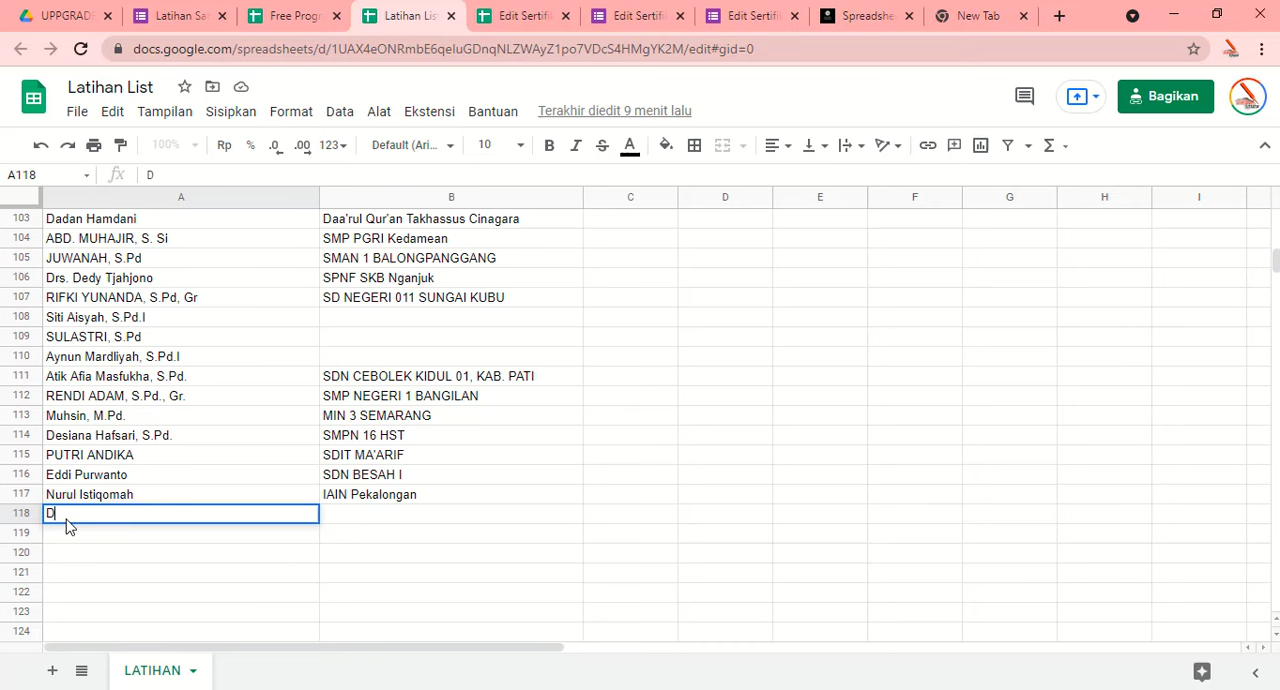 UPGRADE
Latihan Sa
Free Progr
Latihan Lis
Edit Sertifi
Edit Sertifi
Edit Sertifi
Spreadshe
New Tab
docs.google.com/spreadsheets/d/1UAX4eONRmbE6qeluGDnqNLZWAyZ1po7VDcS4HMgYK2M/edit#gid=0
Latihan List
File Edit Tampilan Sisipkan Format Data Alat Ekstensi Bantuan Terakhir diedit 9 menit lalu
Bagikan
100% Rp % .0 .00 123 Default (Ari... 10 B I S A
A118 fx D
A B C D E F G H I
103 Dadan Hamdani Daa'rul Qur'an Takhassus Cinagara
104 ABD. MUHAJIR, S. Si SMP PGRI Kedamean
105 JUWANAH, S.Pd SMAN 1 BALONGPANGGANG
106 Drs. Dedy Tjahjono SPNF SKB Nganjuk
107 RIFKI YUNANDA, S.Pd, Gr SD NEGERI 011 SUNGAI KUBU
108 Siti Aisyah, S.Pd.I
109 SULASTRI, S.Pd
110 Aynun Mardliyah, S.Pd.I
111 Atik Afia Masfukha, S.Pd. SDN CEBOLEK KIDUL 01, KAB. PATI
112 RENDI ADAM, S.Pd., Gr. SMP NEGERI 1 BANGILAN
113 Muhsin, M.Pd. MIN 3 SEMARANG
114 Desiana Hafsari, S.Pd. SMPN 16 HST
115 PUTRI ANDIKA SDIT MA'ARIF
116 Eddi Purwanto SDN BESAH I
117 Nurul Istiqomah IAIN Pekalongan
118 D
119
120
121
122
123
124
LATIHAN